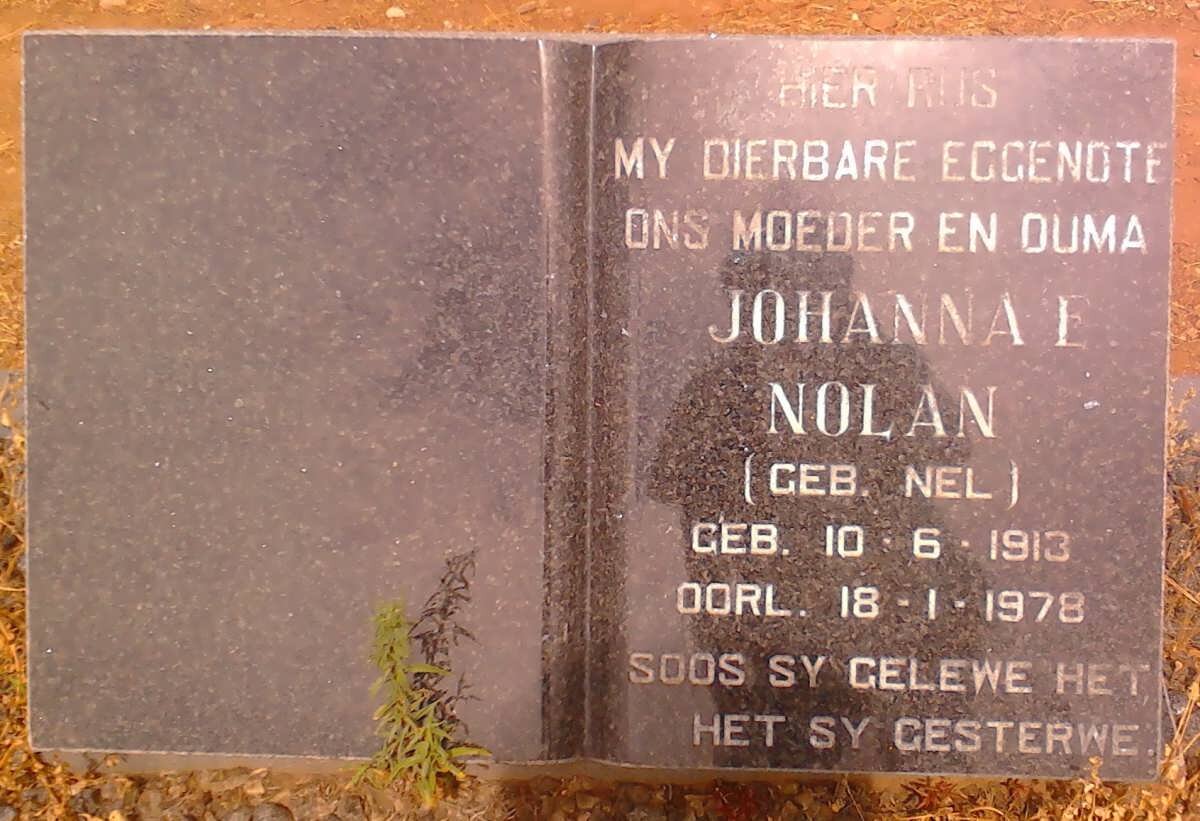 HIER RUS
MY DIERBARE EGGENOTE
ONS MOEDER EN OUMA
JOHANNA E
NOLAN
(GEB. NEL)
GEB. 10-6-1913
OORL. 18-1-1978
SOOS SY GELEWE HET,
HET SY GESTERWE.